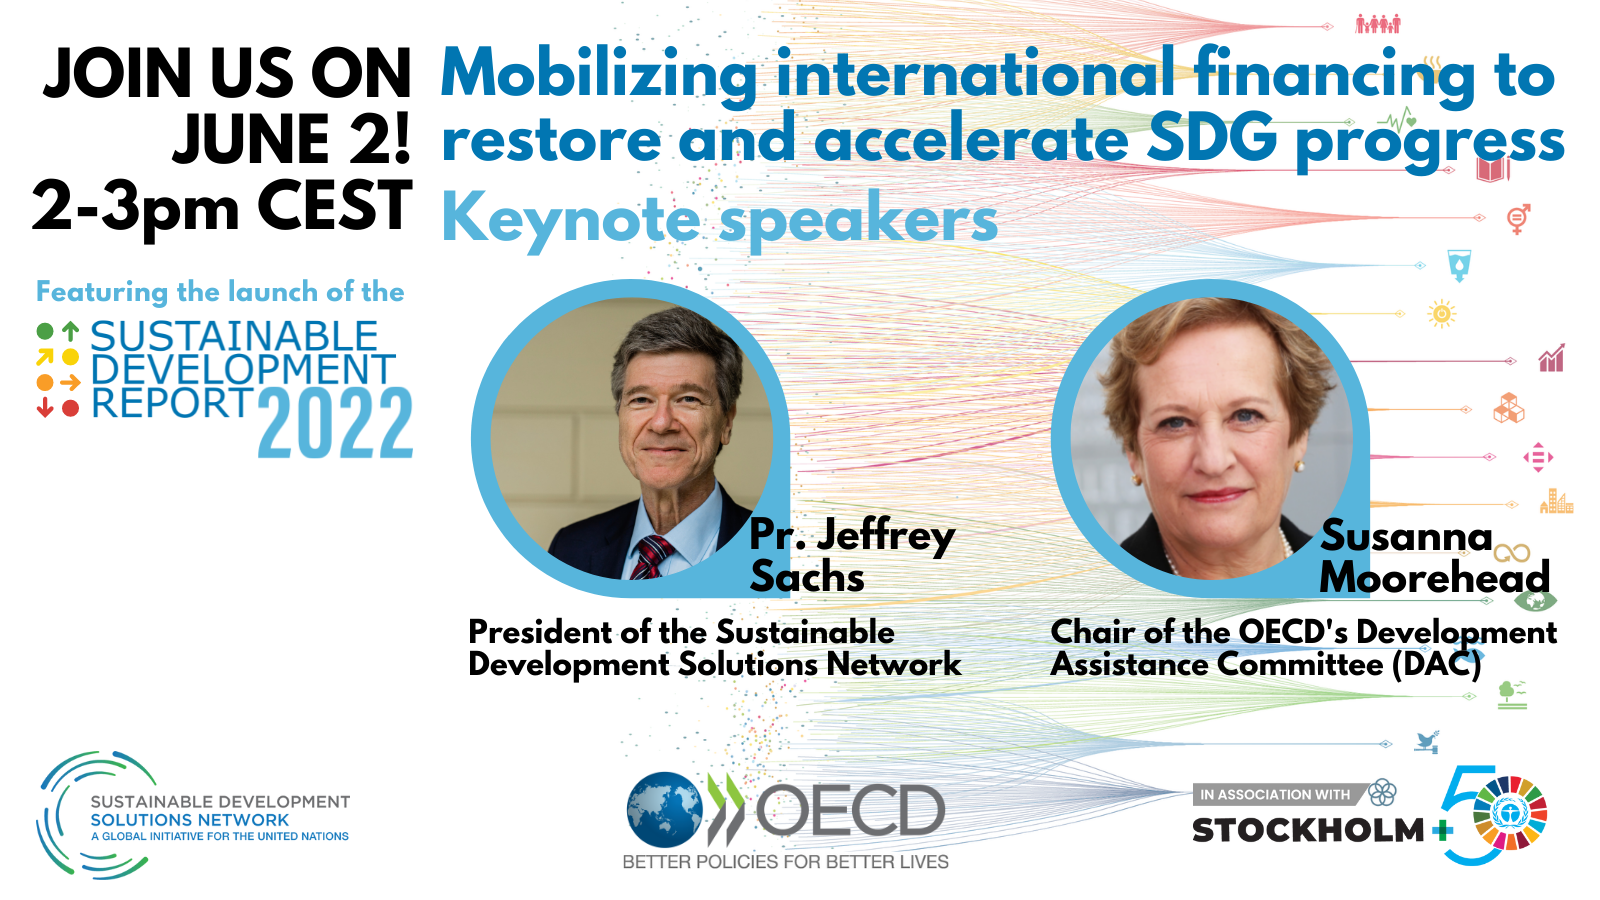 JOIN US ON
JUNE 2!
2-3pm CEST
Featuring the launch of the
SUSTAINABLE
DEVELOPMENT
REPORT
2022
Mobilizing international financing to
restore and accelerate SDG progress
Keynote speakers
Pr. Jeffrey
Sachs
President of the Sustainable
Development Solutions Network
Susanna
Moorehead
Chair of the OECD's Development
Assistance Committee (DAC)
SUSTAINABLE DEVELOPMENT
SOLUTIONS NETWORK
A GLOBAL INITIATIVE FOR THE UNITED NATIONS
OECD
BETTER POLICIES FOR BETTER LIVES
IN ASSOCIATION WITH
STOCKHOLM+50